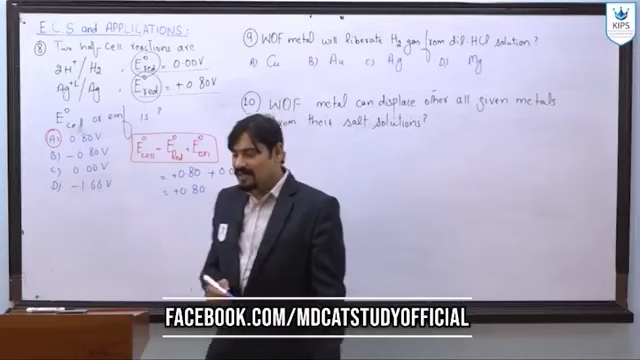 E.C.S and APPLICATIONS:
⑧ Two half cell reactions are
2H⁺/H₂ , E°red = 0.00V
Ag⁺¹/Ag , E°red = +0.80V
E°cell or emf is ?
A) 0.80V
B) -0.80V
C) 0.00V
D) -1.66V
E°cell = E°Red + E°oxi
= +0.80 + 0.0
= +0.80
⑨ WOF metal will liberate H₂ gas from dil. HCl solution?
A) Cu B) Au C) Ag D) Mg
⑩ WOF metal can displace other all given metals
from their salt solutions?
KIPS
FACEBOOK.COM/MDCATSTUDYOFFICIAL